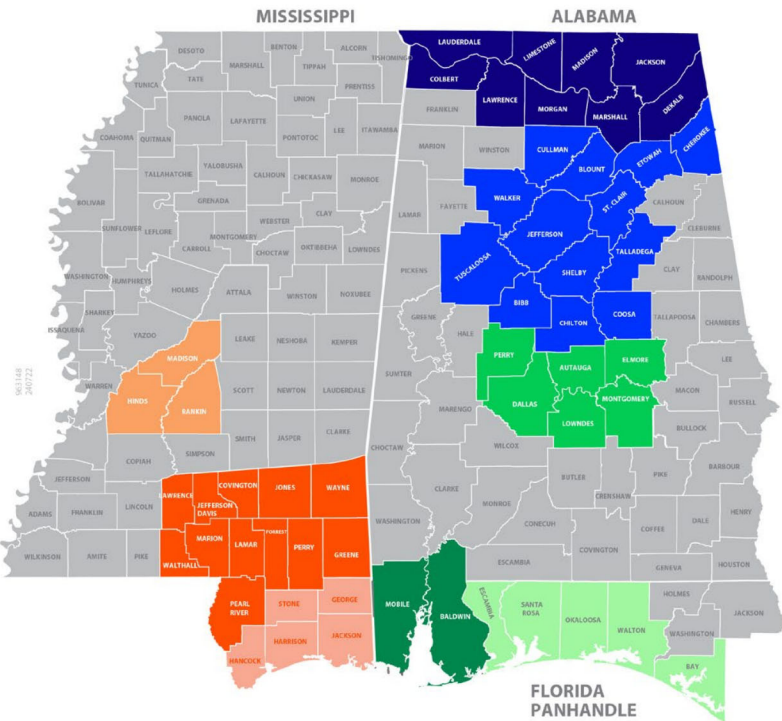 MISSISSIPPI
ALABAMA
DESOTO
BENTON
ALCORN
TISHOMINGO
MARSHALL
TIPPAH
TATE
PRENTISS
TUNICA
UNION
PANOLA
LAFAYETTE
LEE
ITAWAMBA
COAHOMA
QUITMAN
PONTOTOC
YALOBUSHA
TALLAHATCHIE
CALHOUN
CHICKASAW
MONROE
BOLIVAR
GRENADA
SUNFLOWER
LEFLORE
WEBSTER
CLAY
MONTGOMERY
CARROLL
CHOCTAW
OKTIBBEHA
LOWNDES
WASHINGTON
HUMPHREYS
HOLMES
ATTALA
WINSTON
NOXUBEE
SHARKEY
ISSAQUENA
YAZOO
LEAKE
NESHOBA
KEMPER
MADISON
WARREN
HINDS
RANKIN
SCOTT
NEWTON
LAUDERDALE
SIMPSON
SMITH
JASPER
CLARKE
COPIAH
JEFFERSON
ADAMS
FRANKLIN
LINCOLN
LAWRENCE
COVINGTON
JONES
WAYNE
JEFFERSON
DAVIS
WILKINSON
AMITE
PIKE
WALTHALL
MARION
LAMAR
FORREST
PERRY
GREENE
PEARL
RIVER
STONE
GEORGE
HANCOCK
HARRISON
JACKSON
LAUDERDALE
LIMESTONE
MADISON
JACKSON
COLBERT
LAWRENCE
MORGAN
MARSHALL
DEKALB
FRANKLIN
MARION
WINSTON
CULLMAN
BLOUNT
ETOWAH
CHEROKEE
LAMAR
FAYETTE
WALKER
ST. CLAIR
CALHOUN
CLEBURNE
JEFFERSON
TALLADEGA
PICKENS
TUSCALOOSA
SHELBY
CLAY
RANDOLPH
GREENE
HALE
BIBB
CHILTON
COOSA
TALLAPOOSA
CHAMBERS
SUMTER
PERRY
AUTAUGA
ELMORE
LEE
MARENGO
DALLAS
LOWNDES
MONTGOMERY
MACON
RUSSELL
BULLOCK
CHOCTAW
WILCOX
BUTLER
PIKE
BARBOUR
CLARKE
MONROE
CRENSHAW
WASHINGTON
CONECUH
COVINGTON
COFFEE
DALE
HENRY
ESCAMBIA
GENEVA
HOUSTON
MOBILE
BALDWIN
ESCAMBIA
SANTA
ROSA
OKALOOSA
WALTON
HOLMES
JACKSON
WASHINGTON
BAY
FLORIDA
PANHANDLE
963148
240722